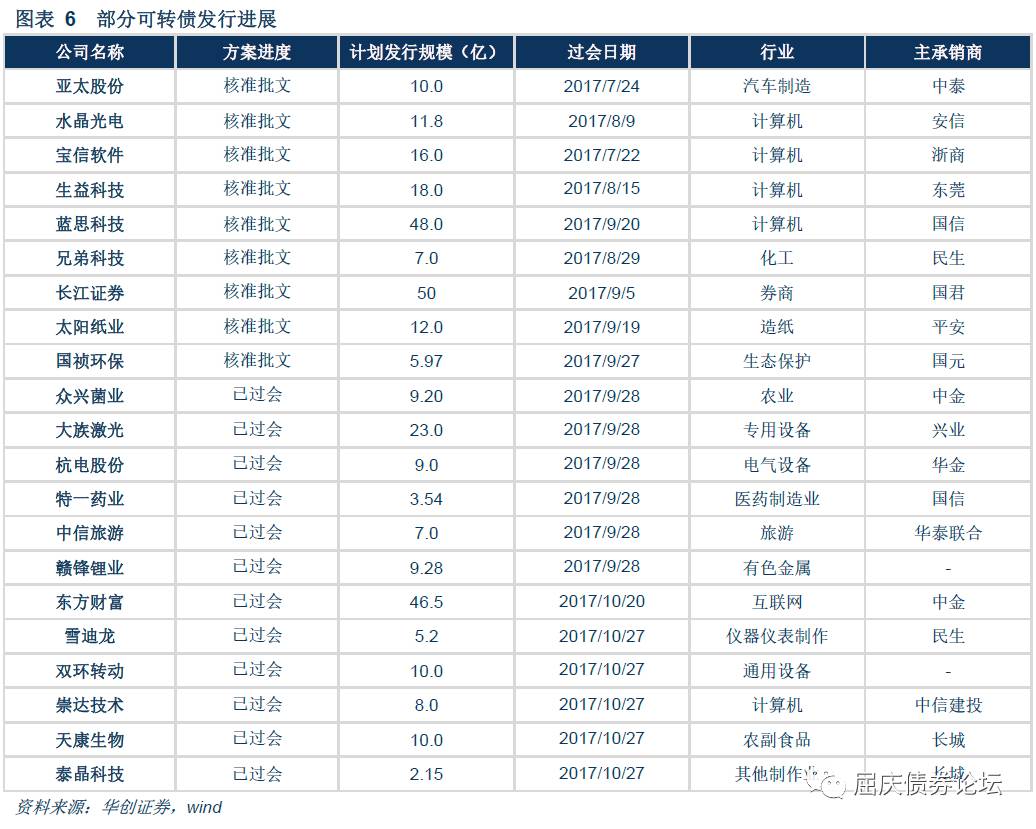 图表 6 部分可转债发行进展
公司名称 方案进度 计划发行规模（亿） 过会日期 行业 主承销商
亚太股份 核准批文 10.0 2017/7/24 汽车制造 中泰
水晶光电 核准批文 11.8 2017/8/9 计算机 安信
宝信软件 核准批文 16.0 2017/7/22 计算机 浙商
生益科技 核准批文 18.0 2017/8/15 计算机 东莞
蓝思科技 核准批文 48.0 2017/9/20 计算机 国信
兄弟科技 核准批文 7.0 2017/8/29 化工 民生
长江证券 核准批文 50 2017/9/5 券商 国君
太阳纸业 核准批文 12.0 2017/9/19 造纸 平安
国祯环保 核准批文 5.97 2017/9/27 生态保护 国元
众兴菌业 已过会 9.20 2017/9/28 农业 中金
大族激光 已过会 23.0 2017/9/28 专用设备 兴业
杭电股份 已过会 9.0 2017/9/28 电气设备 华金
特一药业 已过会 3.54 2017/9/28 医药制造业 国信
中信旅游 已过会 7.0 2017/9/28 旅游 华泰联合
赣锋锂业 已过会 9.28 2017/9/28 有色金属 -
东方财富 已过会 46.5 2017/10/20 互联网 中金
雪迪龙 已过会 5.2 2017/10/27 仪器仪表制作 民生
双环转动 已过会 10.0 2017/10/27 通用设备 -
崇达技术 已过会 8.0 2017/10/27 计算机 中信建投
天康生物 已过会 10.0 2017/10/27 农副食品 长城
泰晶科技 已过会 2.15 2017/10/27 其他制作业 长城
屈庆债券论坛
资料来源：华创证券，wind